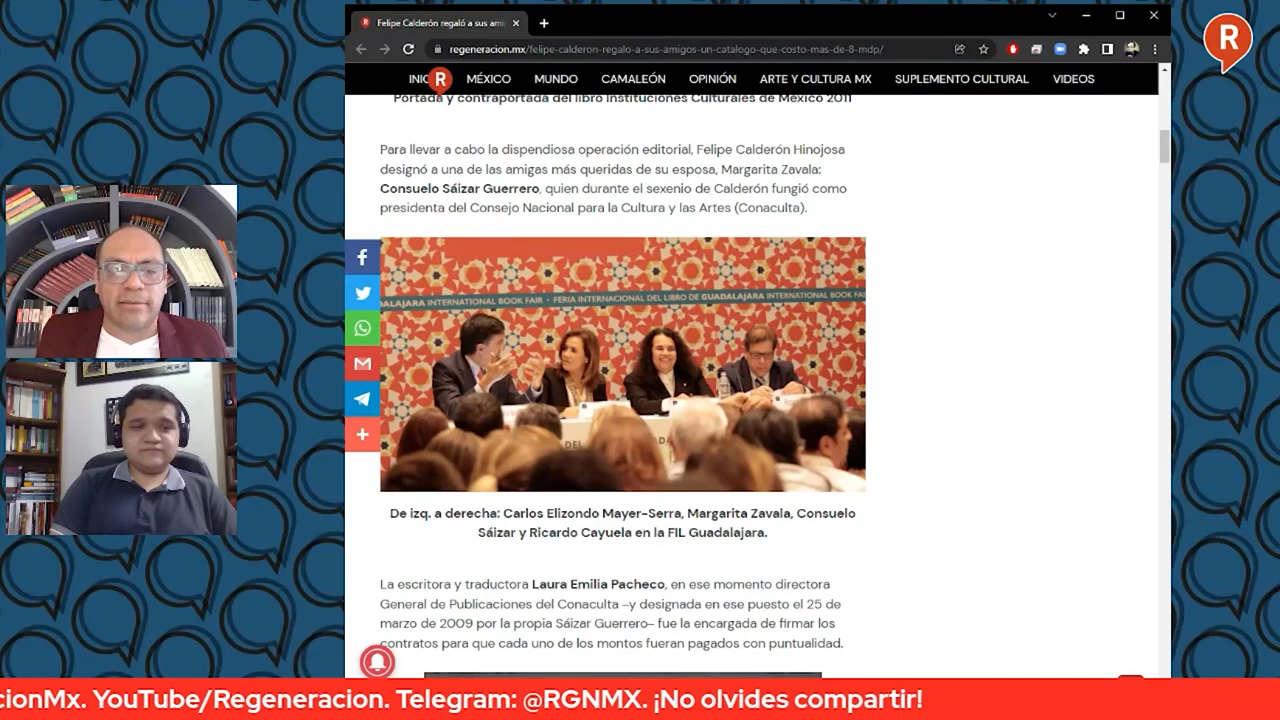 Felipe Calderón regaló a sus ami
regeneracion.mx/felipe-calderon-regalo-a-sus-amigos-un-catalogo-que-costo-mas-de-8-mdp/
R
INIC R MÉXICO MUNDO CAMALEÓN OPINIÓN ARTE Y CULTURA MX SUPLEMENTO CULTURAL VIDEOS
Portada y contraportada del libro Instituciones Culturales de México 2011
Para llevar a cabo la dispendiosa operación editorial, Felipe Calderón Hinojosa
designó a una de las amigas más queridas de su esposa, Margarita Zavala:
Consuelo Sáizar Guerrero, quien durante el sexenio de Calderón fungió como
presidenta del Consejo Nacional para la Cultura y las Artes (Conaculta).
ALAJARA INTERNATIONAL BOOK FAIR • FERIA INTERNACIONAL DEL LIBRO DE GUADALAJARA INTERNATIONAL BOOK FAI
De izq. a derecha: Carlos Elizondo Mayer-Serra, Margarita Zavala, Consuelo
Sáizar y Ricardo Cayuela en la FIL Guadalajara.
La escritora y traductora Laura Emilia Pacheco, en ese momento directora
General de Publicaciones del Conaculta –y designada en ese puesto el 25 de
marzo de 2009 por la propia Sáizar Guerrero– fue la encargada de firmar los
contratos para que cada uno de los montos fueran pagados con puntualidad.
cionMx. YouTube/Regeneracion. Telegram: @RGNMX. ¡No olvides compartir!